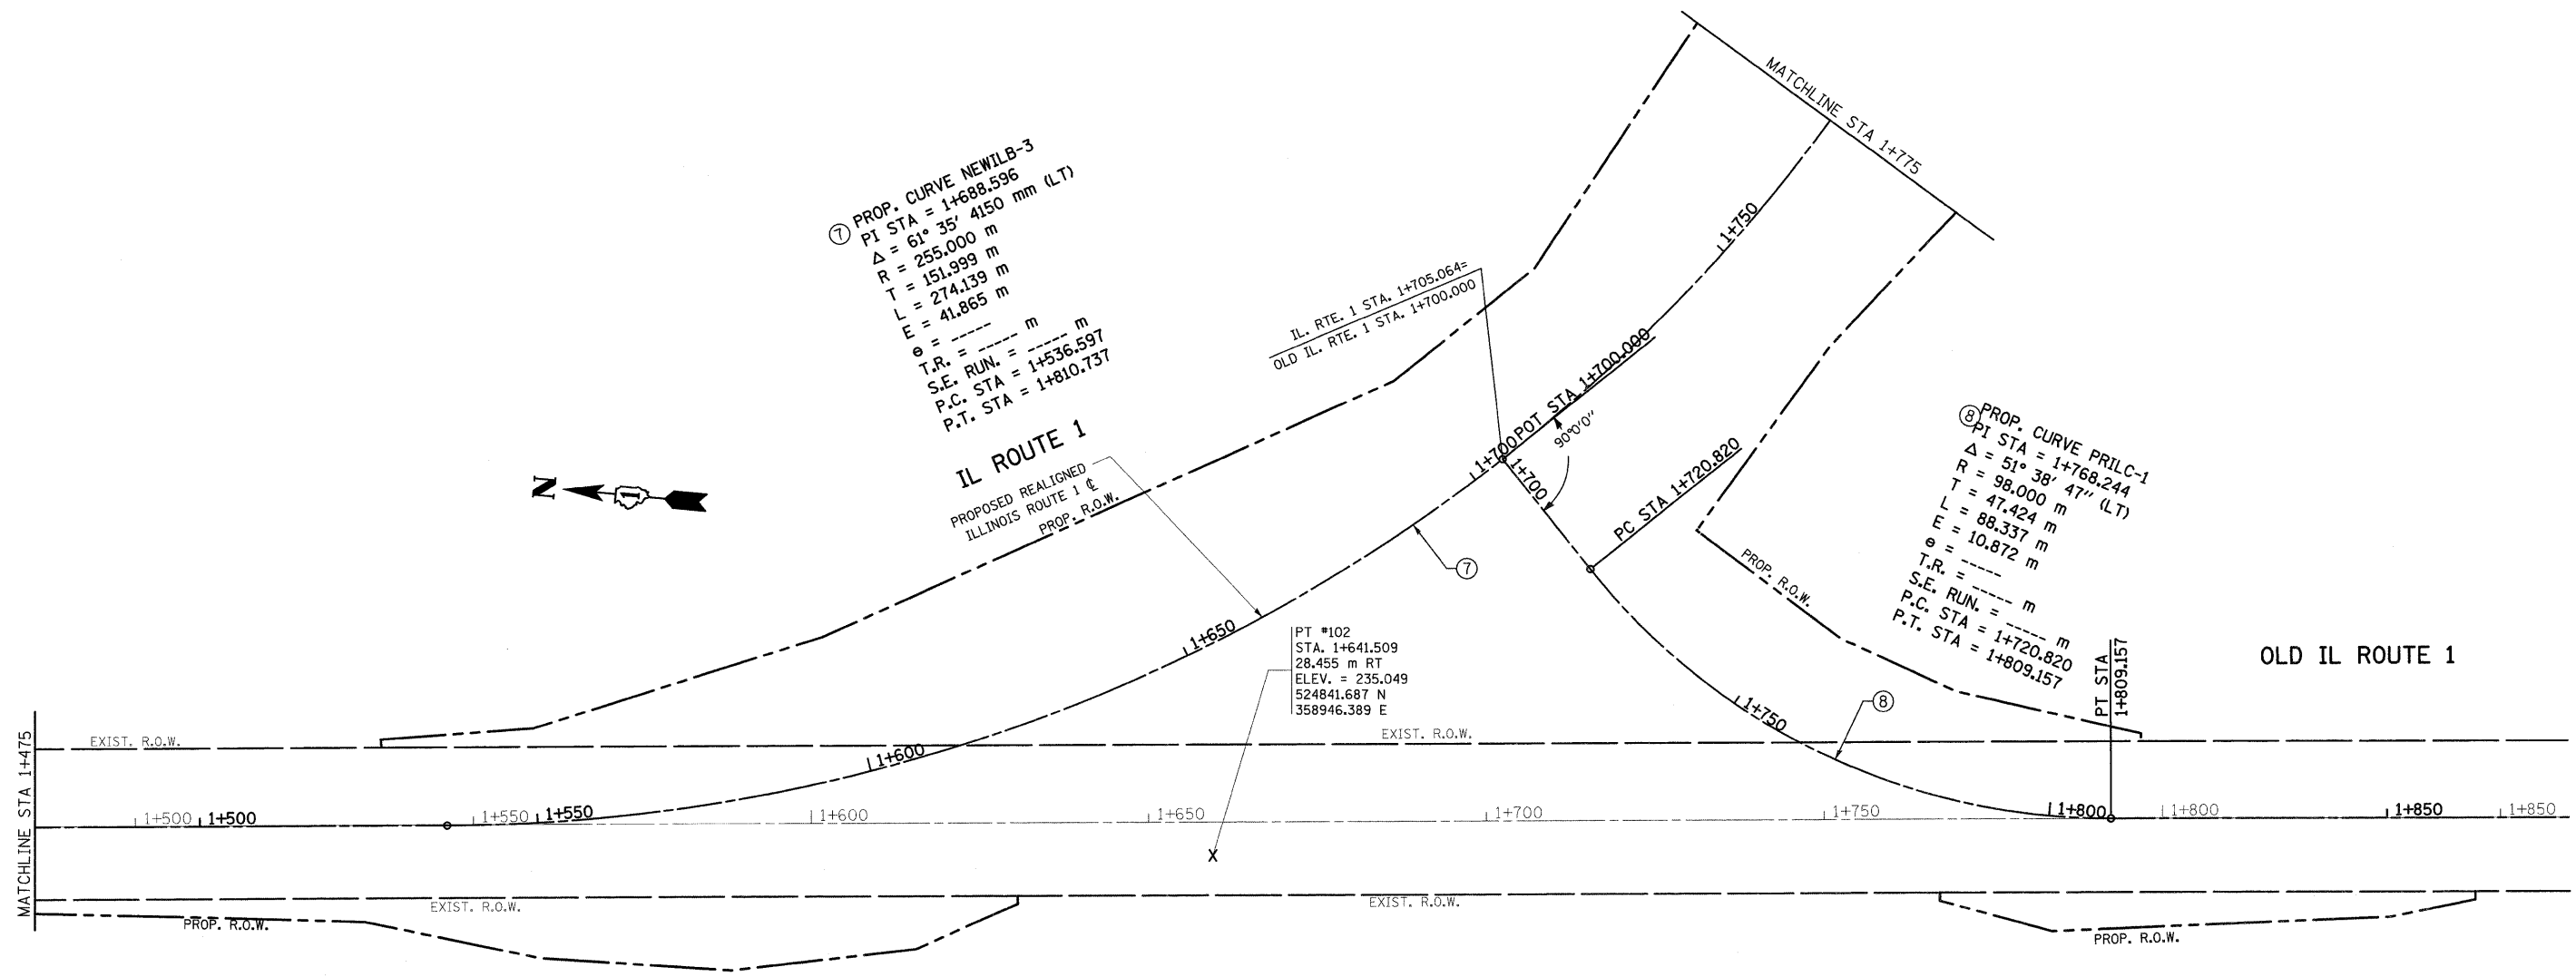 MATCHLINE STA 1+775
⑦ PROP. CURVE NEWILB-3
PI STA = 1+688.596
Δ = 61° 35' 4150 mm (LT)
R = 255.000 m
T = 151.999 m
L = 274.139 m
E = 41.865 m
e = -----
T.R. = ----- m
S.E. RUN. = ----- m
P.C. STA = 1+536.597
P.T. STA = 1+810.737
1+750
IL. RTE. 1 STA. 1+705.064=
OLD IL. RTE. 1 STA. 1+700.000
POT STA 1+700.000
90°0'0"
1+700
1+700
PC STA 1+720.820
⑧ PROP. CURVE PRILC-1
PI STA = 1+768.244
Δ = 51° 38' 47" (LT)
R = 98.000 m
T = 47.424 m
L = 88.337 m
E = 10.872 m
e = -----
T.R. = ----- m
S.E. RUN. = ----- m
P.C. STA = 1+720.820
P.T. STA = 1+809.157
IL ROUTE 1
PROPOSED REALIGNED
ILLINOIS ROUTE 1 ℄
PROP. R.O.W.
N
1
⑦
PROP. R.O.W.
1+650
PT #102
STA. 1+641.509
28.455 m RT
ELEV. = 235.049
524841.687 N
358946.389 E
OLD IL ROUTE 1
PT STA
1+809.157
⑧
1+750
MATCHLINE STA 1+475
EXIST. R.O.W.
EXIST. R.O.W.
1+600
1+500
1+500
1+550
1+550
1+600
1+650
1+700
1+750
1+800
1+800
1+850
1+850
X
EXIST. R.O.W.
EXIST. R.O.W.
PROP. R.O.W.
PROP. R.O.W.